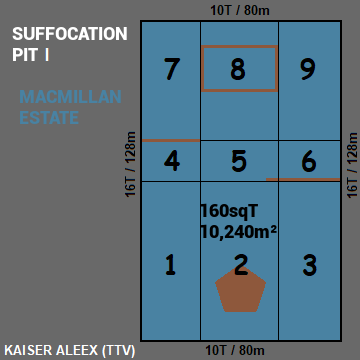 10T / 80m
SUFFOCATION
PIT I
MACMILLAN
ESTATE
7 8 9
16T / 128m
4 5 6
16T / 128m
160sqT
10,240m²
1 2 3
KAISER ALEEX (TTV)
10T / 80m